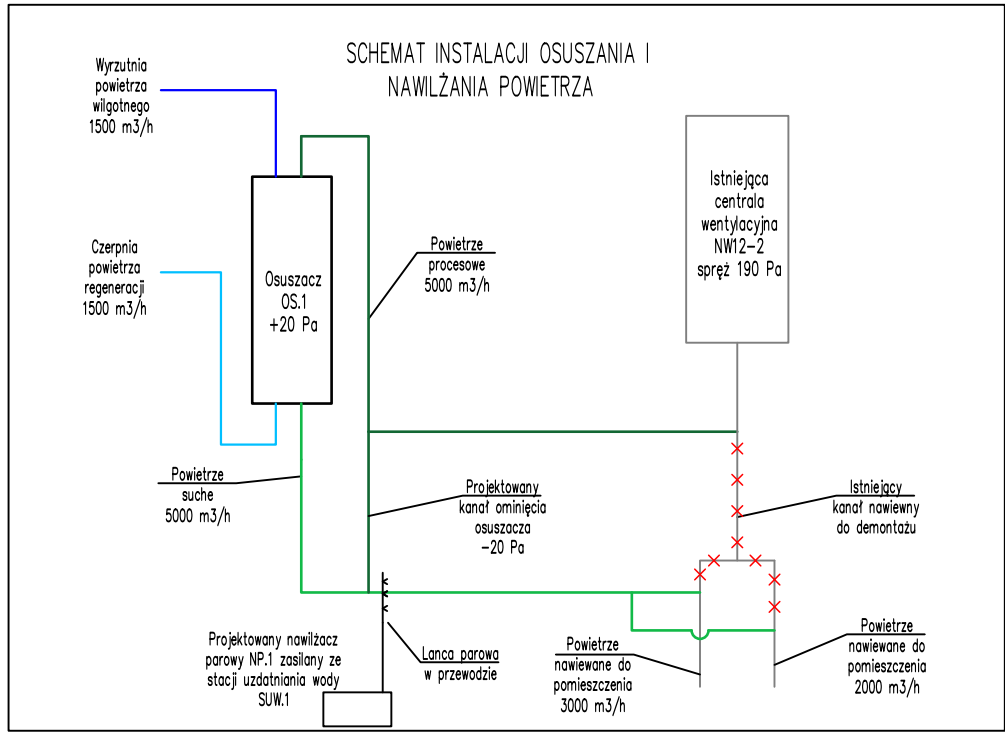 SCHEMAT INSTALACJI OSUSZANIA I
NAWILŻANIA POWIETRZA
Wyrzutnia
powietrza
wilgotnego
1500 m3/h
Czerpnia
powietrza
regeneracji
1500 m3/h
Osuszacz
OS.1
+20 Pa
Powietrze
procesowe
5000 m3/h
Istniejąca
centrala
wentylacyjna
NW12-2
spręż 190 Pa
Powietrze
suche
5000 m3/h
Projektowany
kanał ominięcia
osuszacza
-20 Pa
Istniejący
kanał nawiewny
do demontażu
Projektowany nawilżacz
parowy NP.1 zasilany ze
stacji uzdatniania wody
SUW.1
Lanca parowa
w przewodzie
Powietrze
nawiewane do
pomieszczenia
3000 m3/h
Powietrze
nawiewane do
pomieszczenia
2000 m3/h